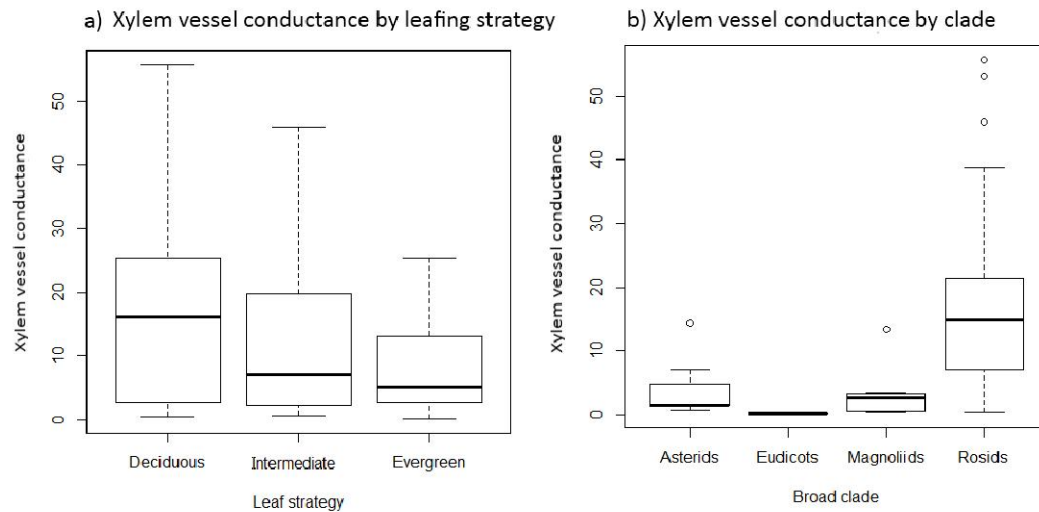 a) Xylem vessel conductance by leafing strategy
Xylem vessel conductance
50
40
30
20
10
0
Deciduous Intermediate Evergreen
Leaf strategy
b) Xylem vessel conductance by clade
Xylem vessel conductance
50
40
30
20
10
0
Asterids Eudicots Magnoliids Rosids
Broad clade